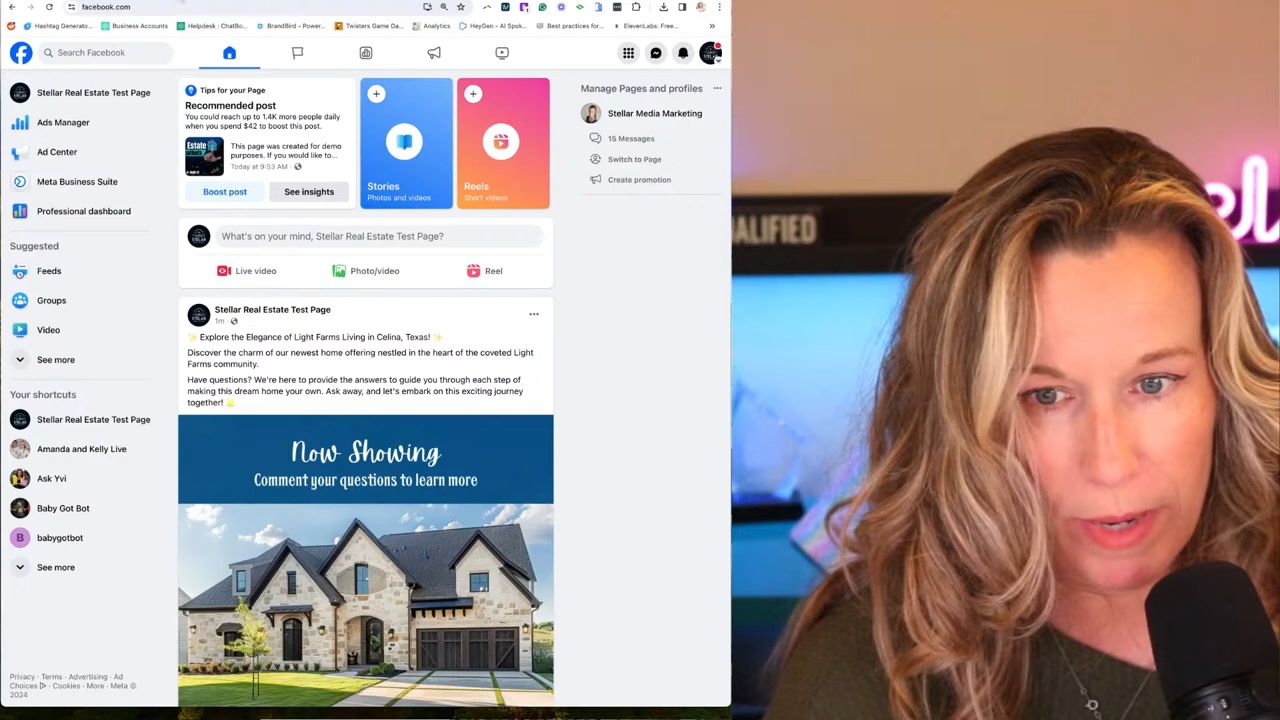 facebook.com
Hashtag Generato...
Business Accounts
Helpdesk : ChatBo...
BrandBird – Power...
Twisters Game Da...
Analytics
HeyGen - AI Spok...
Best practices for...
ElevenLabs: Free...
»
Search Facebook
Stellar Real Estate Test Page
Ads Manager
Ad Center
Meta Business Suite
Professional dashboard
Suggested
Feeds
Groups
Video
See more
Your shortcuts
Stellar Real Estate Test Page
Amanda and Kelly Live
Ask Yvi
Baby Got Bot
B
babygotbot
See more
Privacy · Terms · Advertising · Ad
Choices · Cookies · More · Meta ©
2024
Tips for your Page
Recommended post
You could reach up to 1.4K more people daily
when you spend $42 to boost this post.
Estate
This page was created for demo
purposes. If you would like to...
Today at 9:53 AM ·
Boost post
See insights
Stories
Photos and videos
Reels
Short videos
What's on your mind, Stellar Real Estate Test Page?
Live video
Photo/video
Reel
Stellar Real Estate Test Page
1m ·
✨ Explore the Elegance of Light Farms Living in Celina, Texas! ✨
Discover the charm of our newest home offering nestled in the heart of the coveted Light
Farms community.
Have questions? We're here to provide the answers to guide you through each step of
making this dream home your own. Ask away, and let's embark on this exciting journey
together! 🌟
Now Showing
Comment your questions to learn more
Manage Pages and profiles
Stellar Media Marketing
15 Messages
Switch to Page
Create promotion
ALIFIED
el